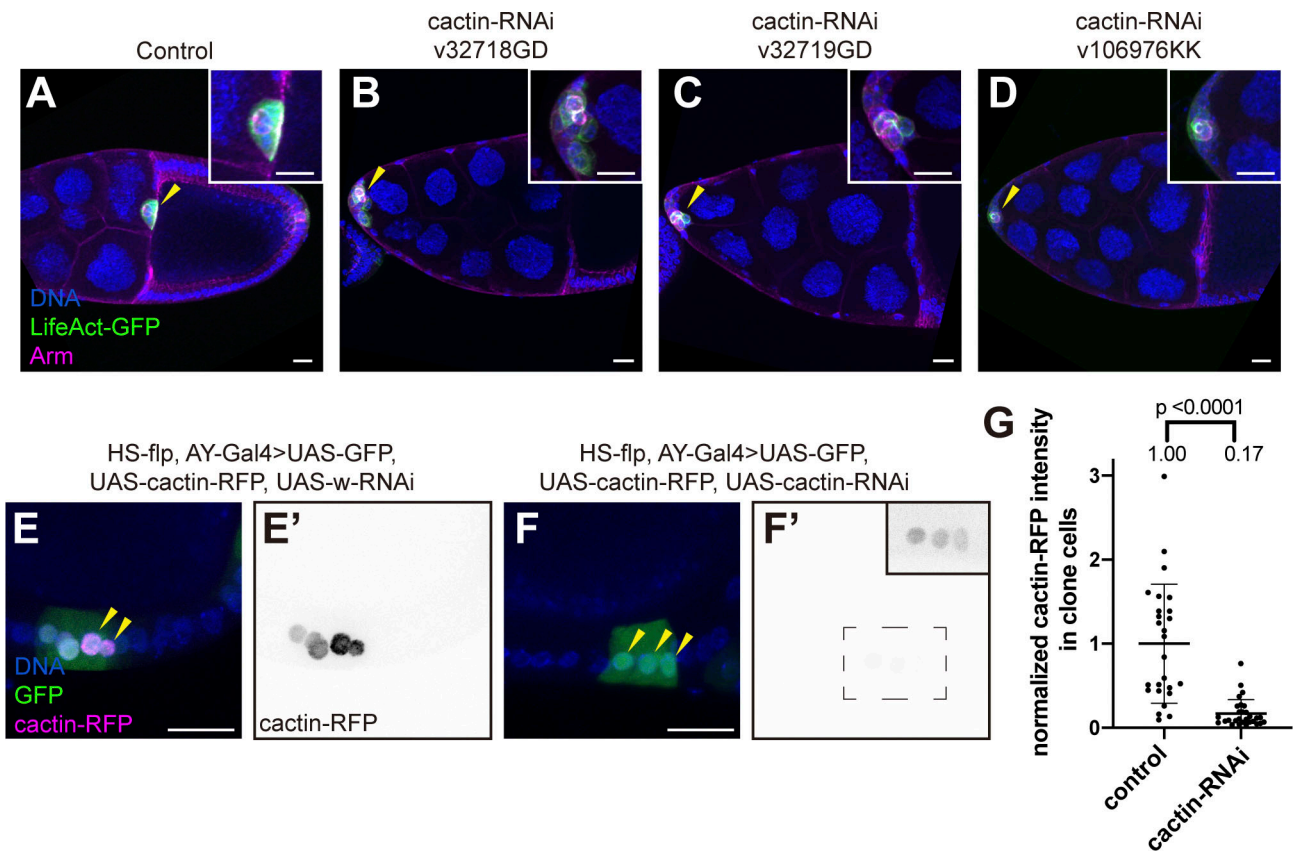 Control
cactin-RNAi
v32718GD
cactin-RNAi
v32719GD
cactin-RNAi
v106976KK
A
B
C
D
DNA
LifeAct-GFP
Arm
HS-flp, AY-Gal4>UAS-GFP,
UAS-cactin-RFP, UAS-w-RNAi
HS-flp, AY-Gal4>UAS-GFP,
UAS-cactin-RFP, UAS-cactin-RNAi
E
E’
F
F’
DNA
GFP
cactin-RFP
cactin-RFP
G
p <0.0001
1.00
0.17
normalized cactin-RFP intensity
in clone cells
3
2
1
0
control
cactin-RNAi